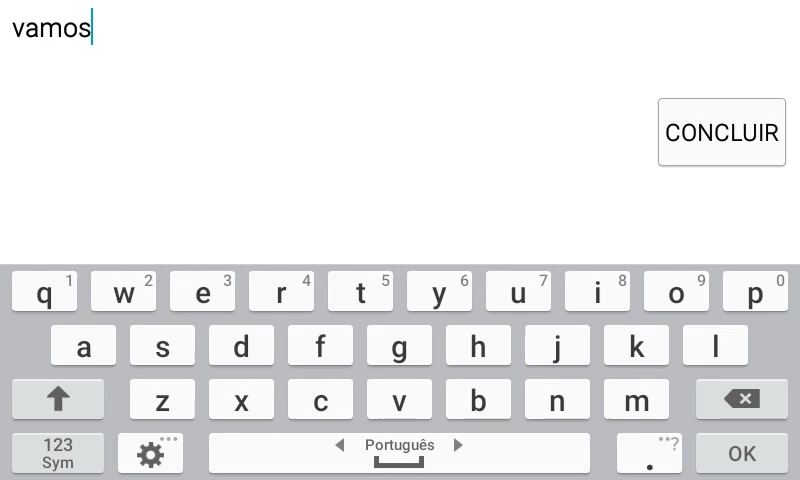 vamos
CONCLUIR
q 1 w 2 e 3 r 4 t 5 y 6 u 7 i 8 o 9 p 0
a s d f g h j k l
z x c v b n m
123 Sym ... Português . ..? OK